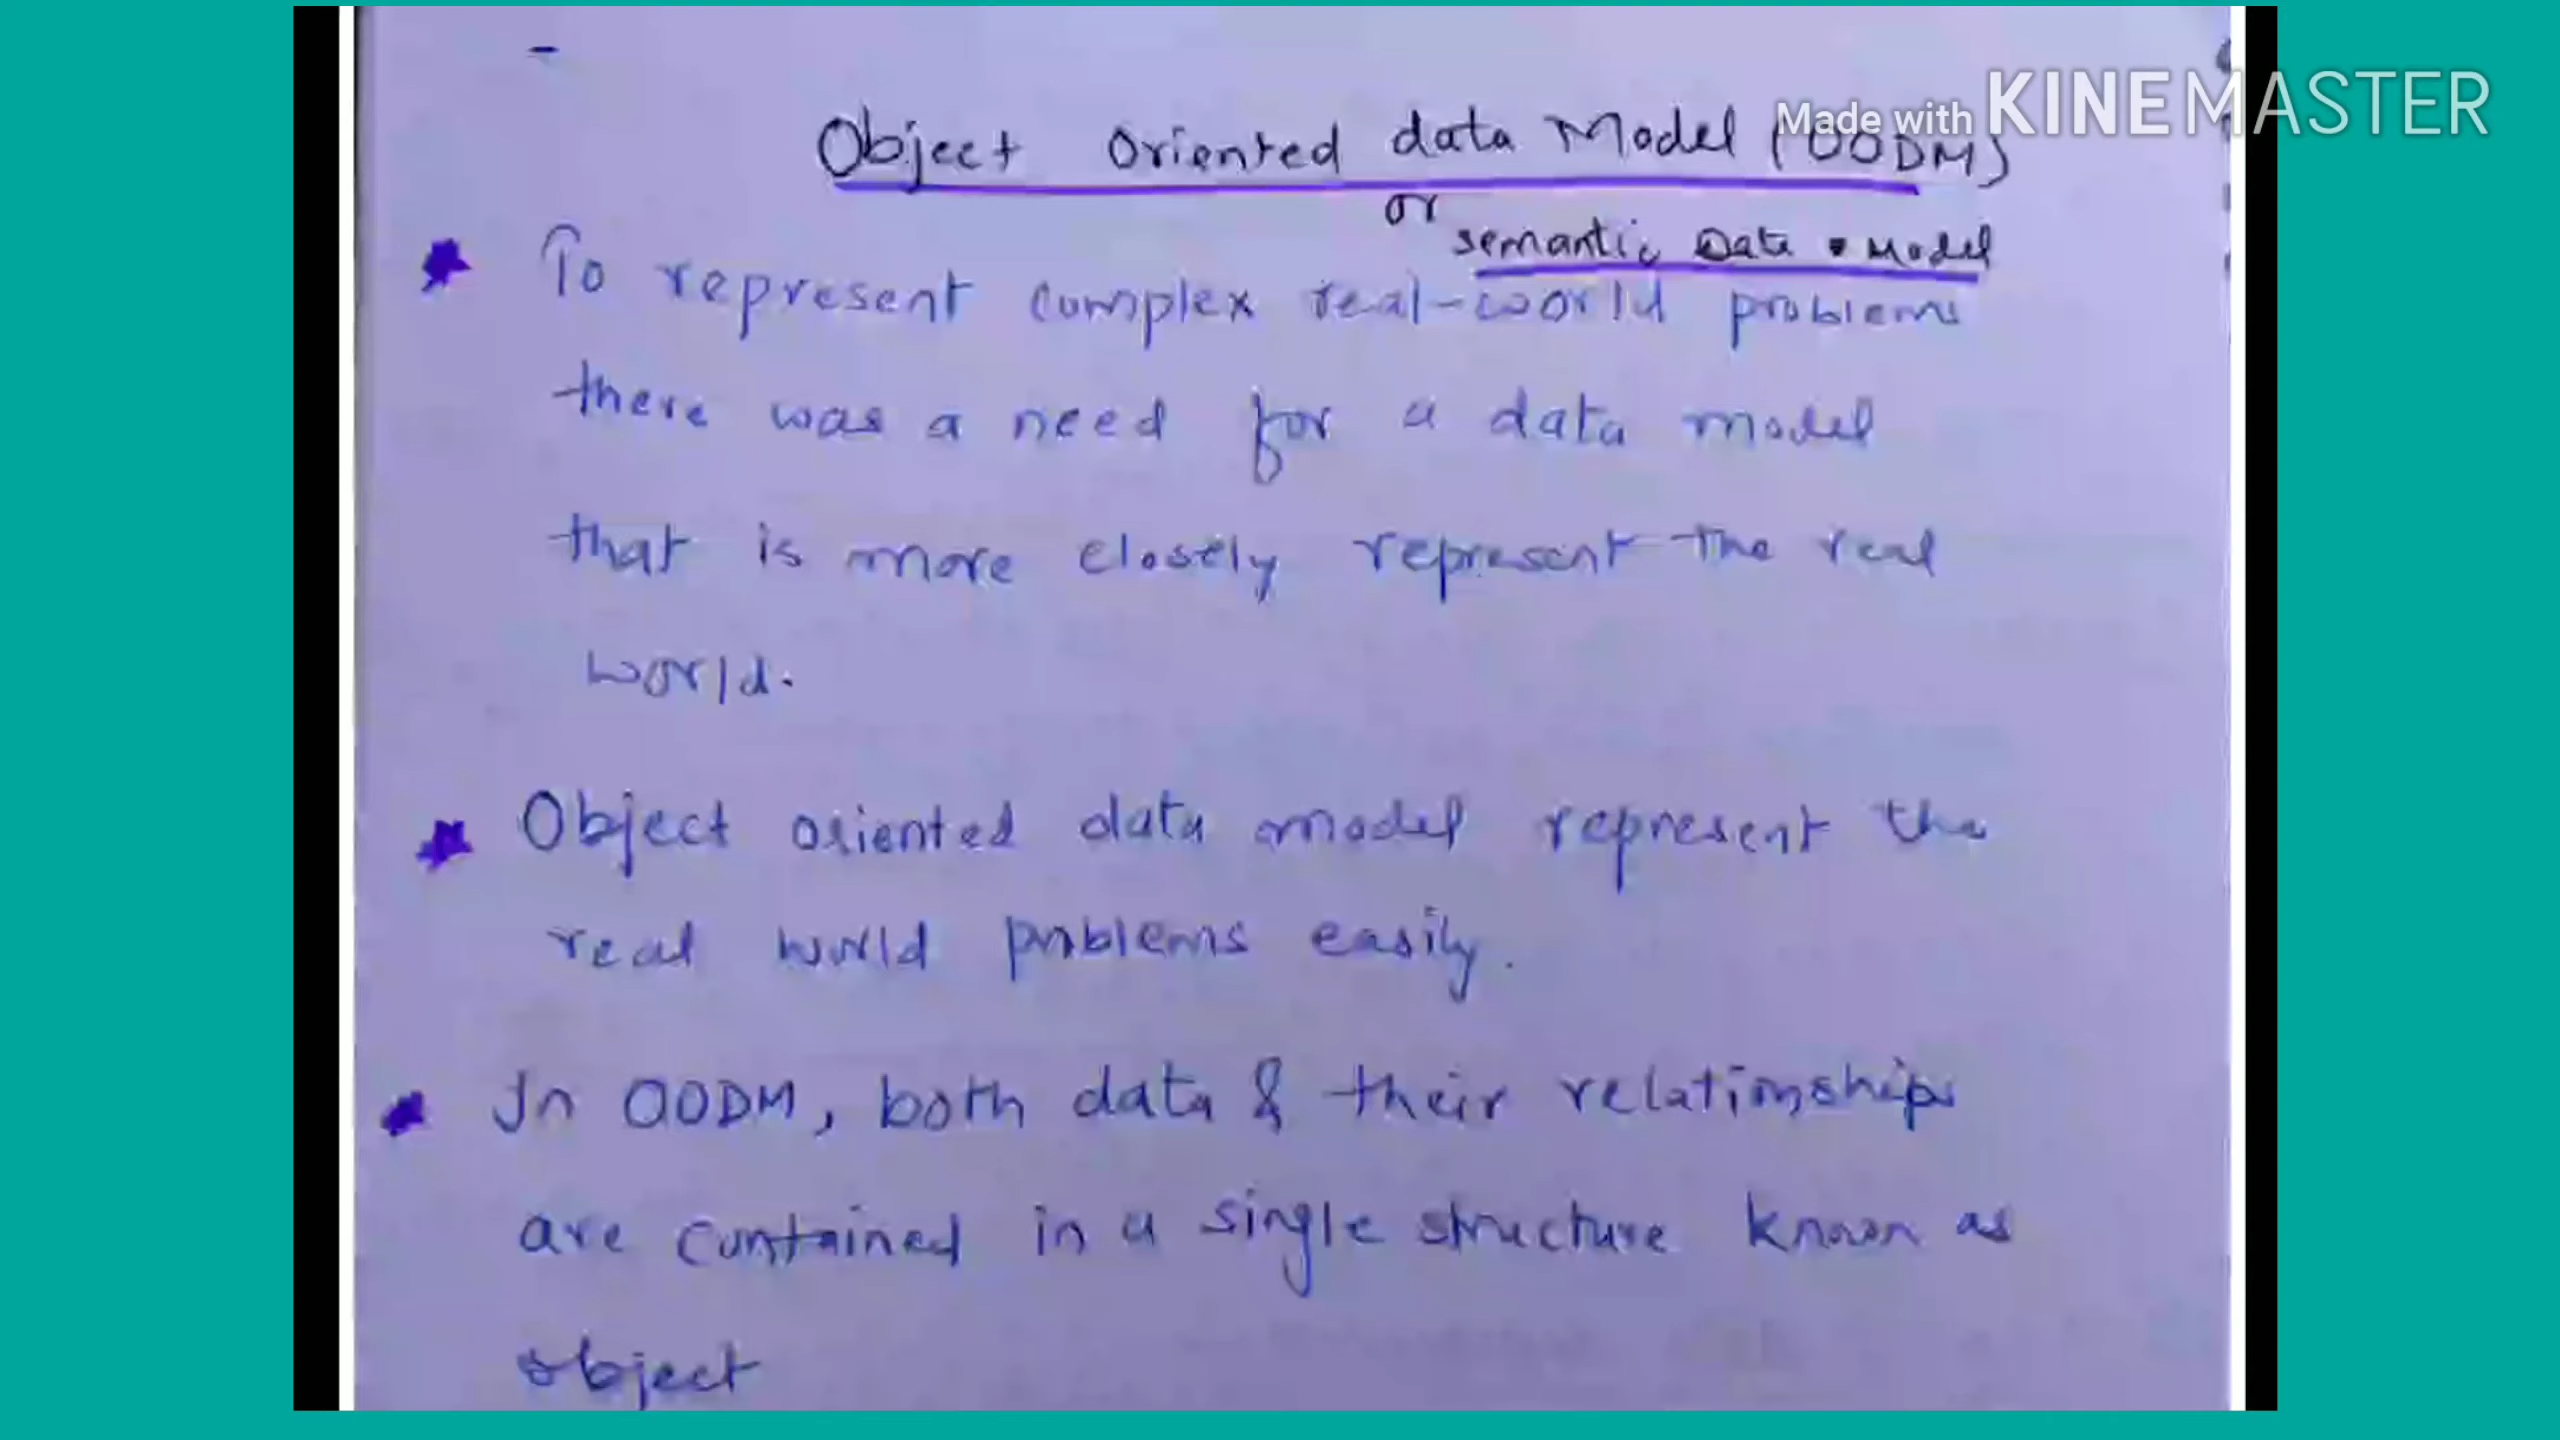 Made with KINEMASTER
Object oriented data Model (OODM)
or
semantic Data Model
To represent complex real-world problems
there was a need for a data model
that is more closely represent the real
world.
Object oriented data model represent the
real world problems easily.
In OODM, both data & their relationships
are contained in a single structure known as
object